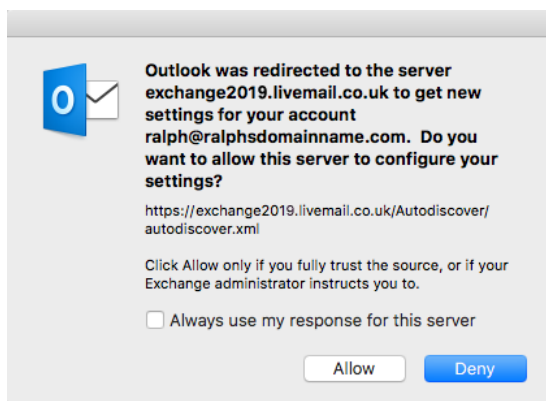 Outlook was redirected to the server
exchange2019.livemail.co.uk to get new
settings for your account
ralph@ralphsdomainname.com. Do you
want to allow this server to configure your
settings?
https://exchange2019.livemail.co.uk/Autodiscover/
autodiscover.xml
Click Allow only if you fully trust the source, or if your
Exchange administrator instructs you to.
Always use my response for this server
Allow
Deny